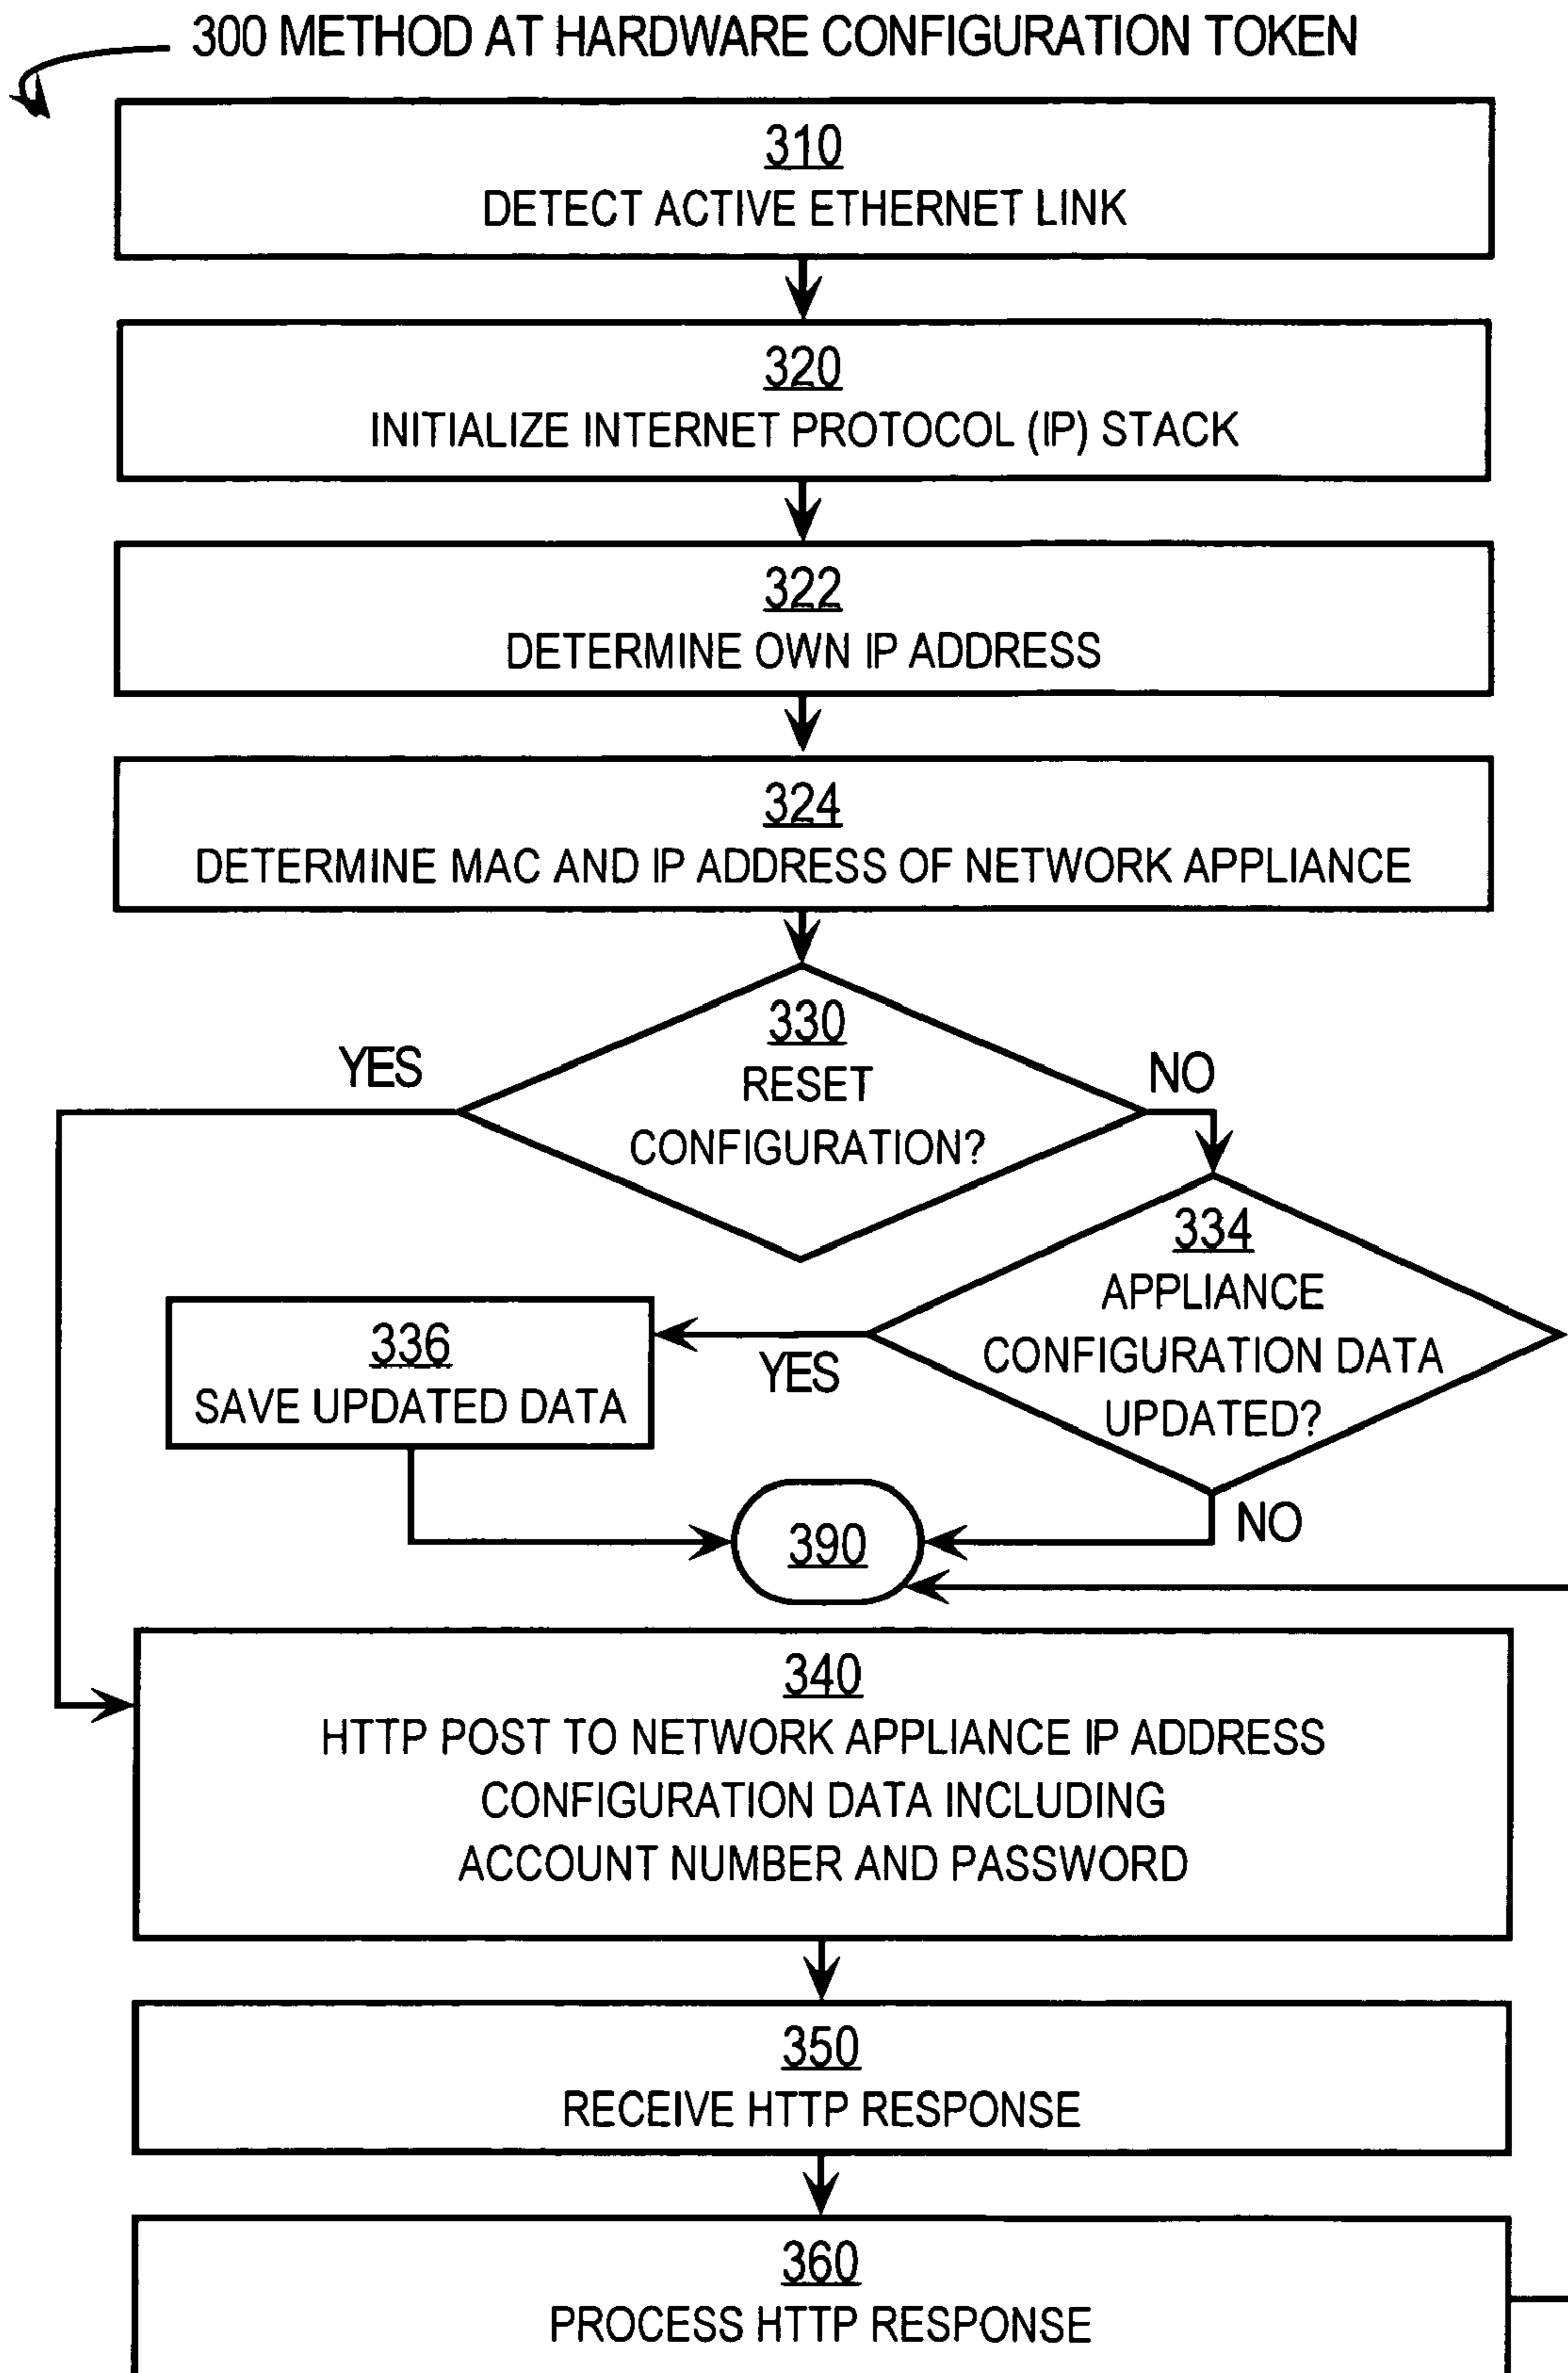 300 METHOD AT HARDWARE CONFIGURATION TOKEN
310
DETECT ACTIVE ETHERNET LINK
320
INITIALIZE INTERNET PROTOCOL (IP) STACK
322
DETERMINE OWN IP ADDRESS
324
DETERMINE MAC AND IP ADDRESS OF NETWORK APPLIANCE
330
RESET
CONFIGURATION?
YES
NO
334
APPLIANCE
CONFIGURATION DATA
UPDATED?
YES
NO
336
SAVE UPDATED DATA
390
340
HTTP POST TO NETWORK APPLIANCE IP ADDRESS
CONFIGURATION DATA INCLUDING
ACCOUNT NUMBER AND PASSWORD
350
RECEIVE HTTP RESPONSE
360
PROCESS HTTP RESPONSE